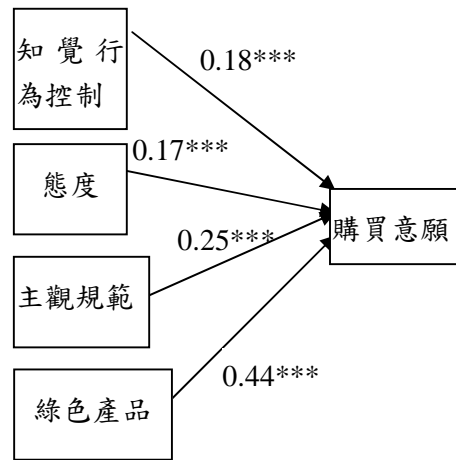 知覺行
為控制
0.18***
0.17***
態度
購買意願
0.25***
主觀規範
0.44***
綠色產品